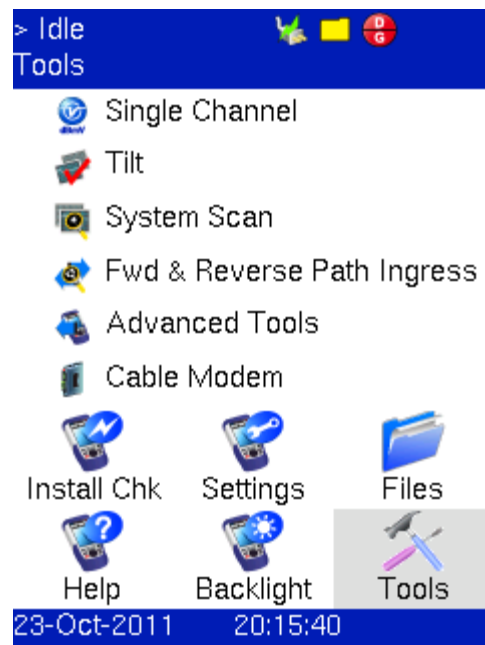 > Idle
D
G
Tools
Single Channel
Tilt
System Scan
Fwd & Reverse Path Ingress
Advanced Tools
Cable Modem
Install Chk Settings Files
Help Backlight Tools
23-Oct-2011 20:15:40